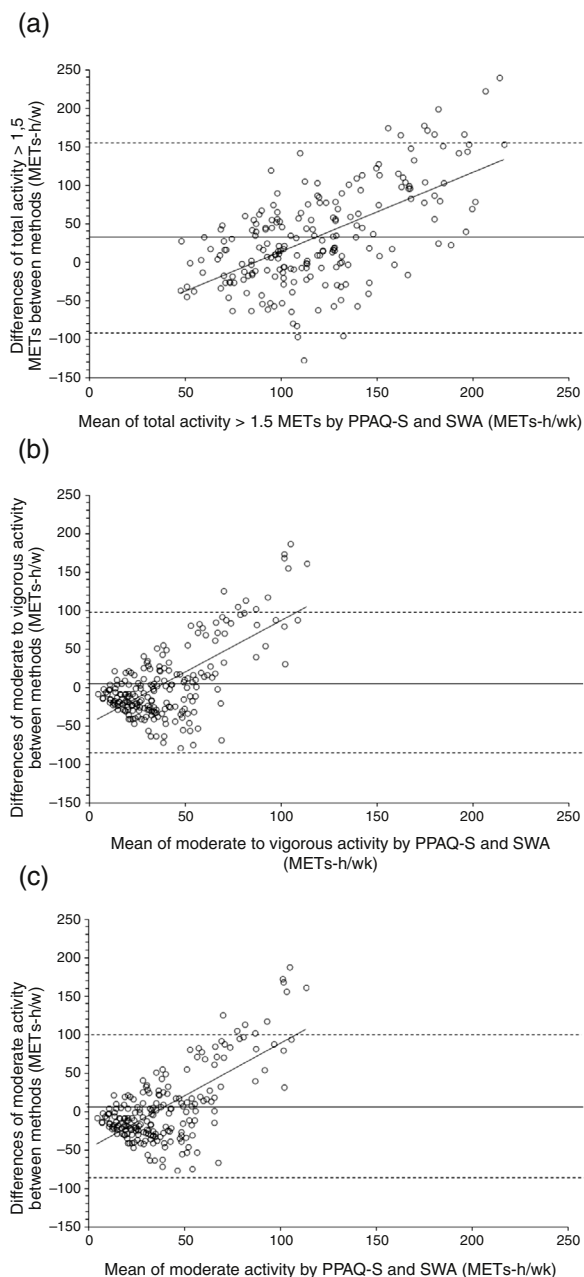 (a)
Differences of total activity > 1,5
METs between methods (METs-h/w)
250
200
150
100
50
0
−50
−100
−150
0 50 100 150 200 250
Mean of total activity > 1.5 METs by PPAQ-S and SWA (METs-h/wk)
(b)
Differences of moderate to vigorous activity
between methods (METs-h/w)
250
200
150
100
50
0
−50
−100
−150
0 50 100 150 200 250
Mean of moderate to vigorous activity by PPAQ-S and SWA
(METs-h/wk)
(c)
Differences of moderate activity
between methods (METs-h/w)
250
200
150
100
50
0
−50
−100
−150
0 50 100 150 200 250
Mean of moderate activity by PPAQ-S and SWA (METs-h/wk)